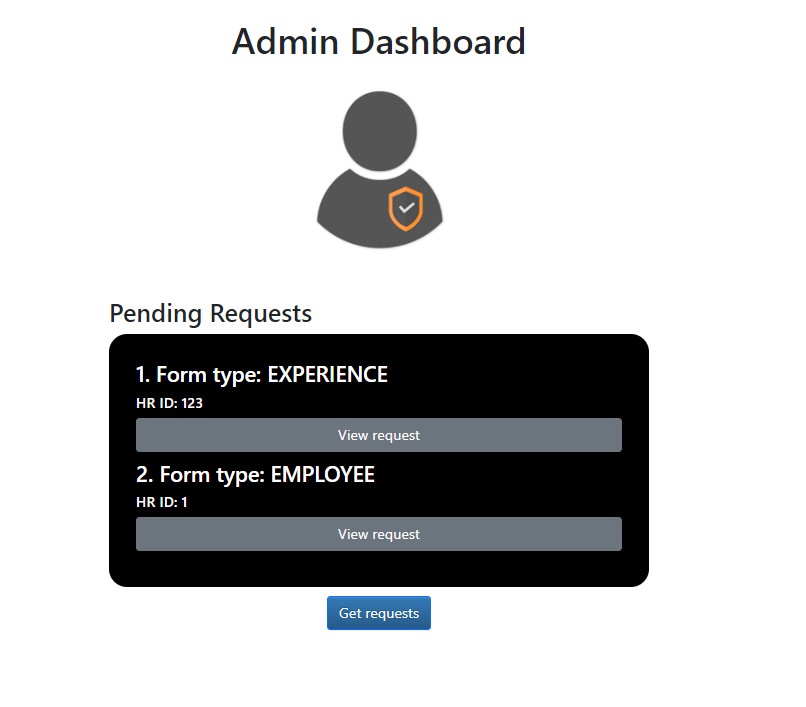 Admin Dashboard
Pending Requests
1. Form type: EXPERIENCE
HR ID: 123
View request
2. Form type: EMPLOYEE
HR ID: 1
View request
Get requests